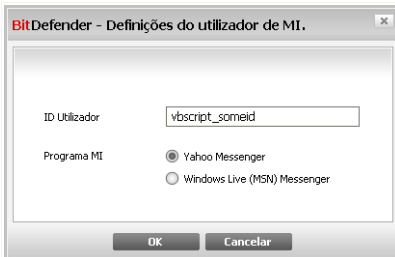 BitDefender - Definições do utilizador de MI.
ID Utilizador vbscript_someid
Programa MI Yahoo Messenger
Windows Live (MSN) Messenger
OK Cancelar